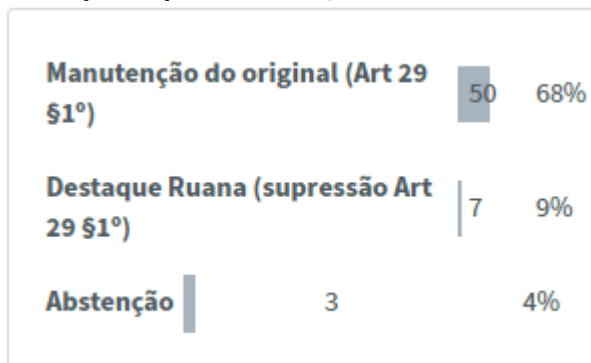 Manutenção do original (Art 29
§1º)
50 68%
Destaque Ruana (supressão Art
29 §1º)
7 9%
Abstenção 3 4%